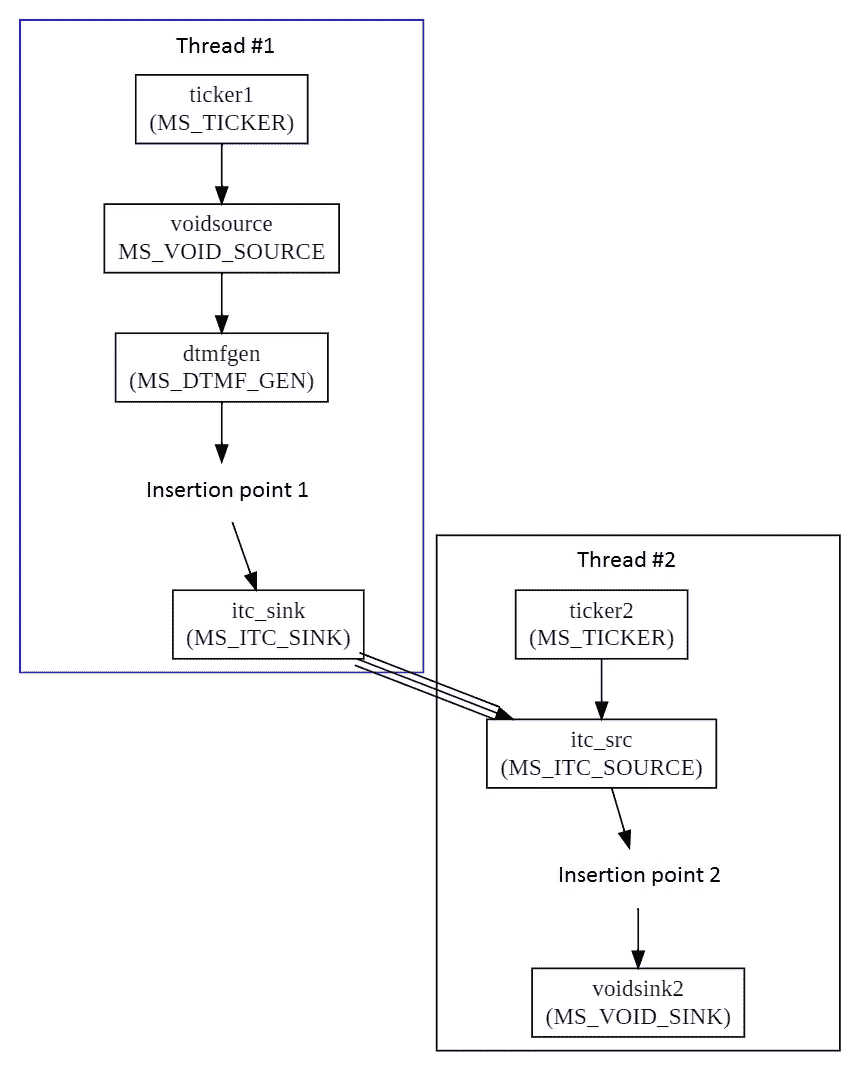 Thread #1
ticker1
(MS_TICKER)
voidsource
MS_VOID_SOURCE
dtmfgen
(MS_DTMF_GEN)
Insertion point 1
itc_sink
(MS_ITC_SINK)
Thread #2
ticker2
(MS_TICKER)
itc_src
(MS_ITC_SOURCE)
Insertion point 2
voidsink2
(MS_VOID_SINK)